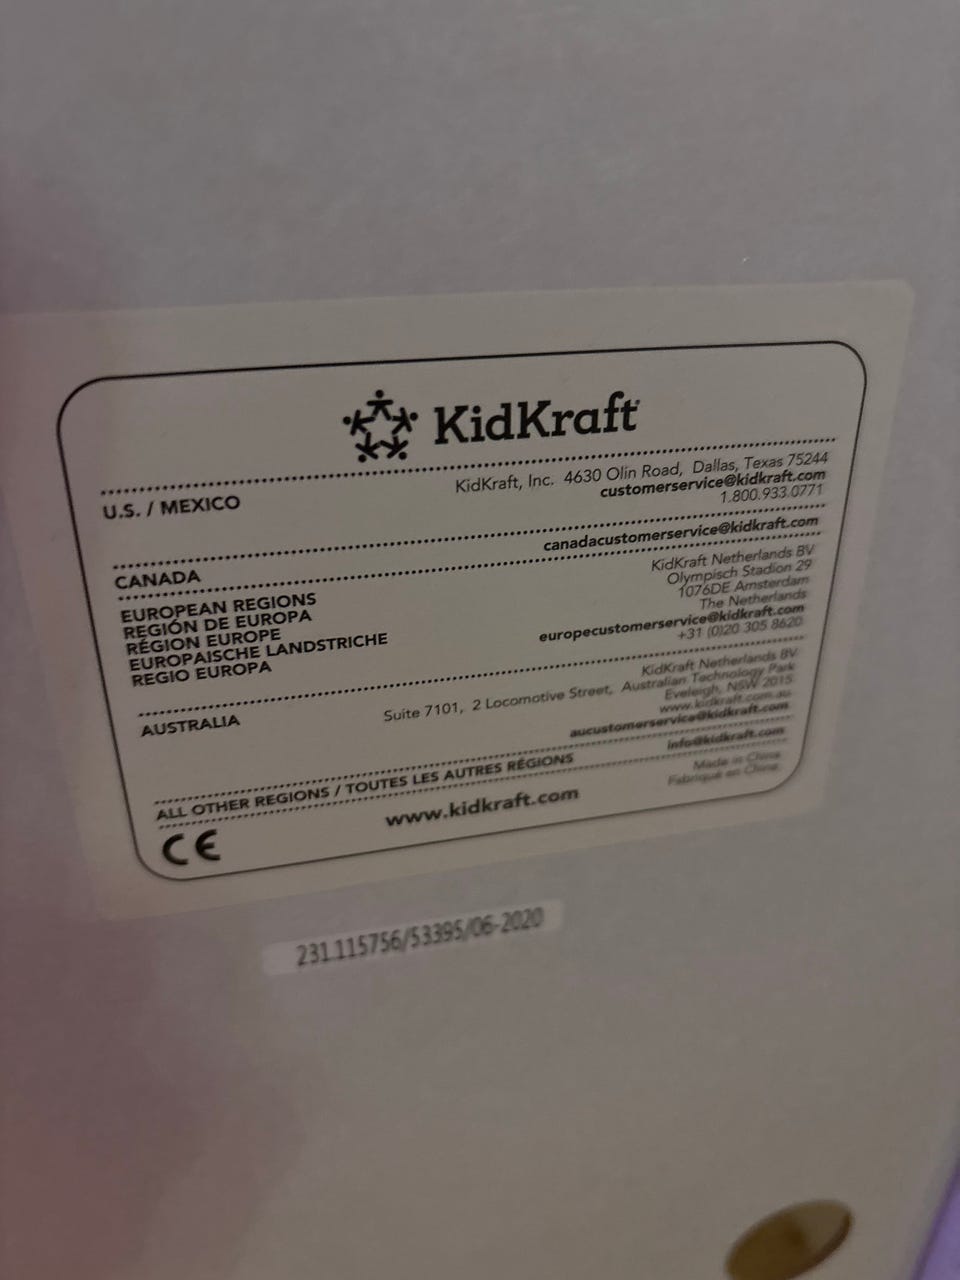 KidKraft
U.S. / MEXICO
KidKraft, Inc. 4630 Olin Road, Dallas, Texas 75244
customerservice@kidkraft.com
1.800.933.0771
CANADA
canadacustomerservice@kidkraft.com
EUROPEAN REGIONS
REGIÓN DE EUROPA
RÉGION EUROPE
EUROPAISCHE LANDSTRICHE
REGIO EUROPA
KidKraft Netherlands BV
Olympisch Stadion 29
1076DE Amsterdam
The Netherlands
europecustomerservice@kidkraft.com
+31 (0)20 305 8620
AUSTRALIA
KidKraft Netherlands BV
Suite 7101, 2 Locomotive Street, Australian Technology Park
Eveleigh, NSW 2015
www.kidkraft.com.au
aucustomerservice@kidkraft.com
ALL OTHER REGIONS / TOUTES LES AUTRES RÉGIONS
info@kidkraft.com
CE
www.kidkraft.com
Made in China
Fabriqué en Chine
231.115756/53395/06-2020